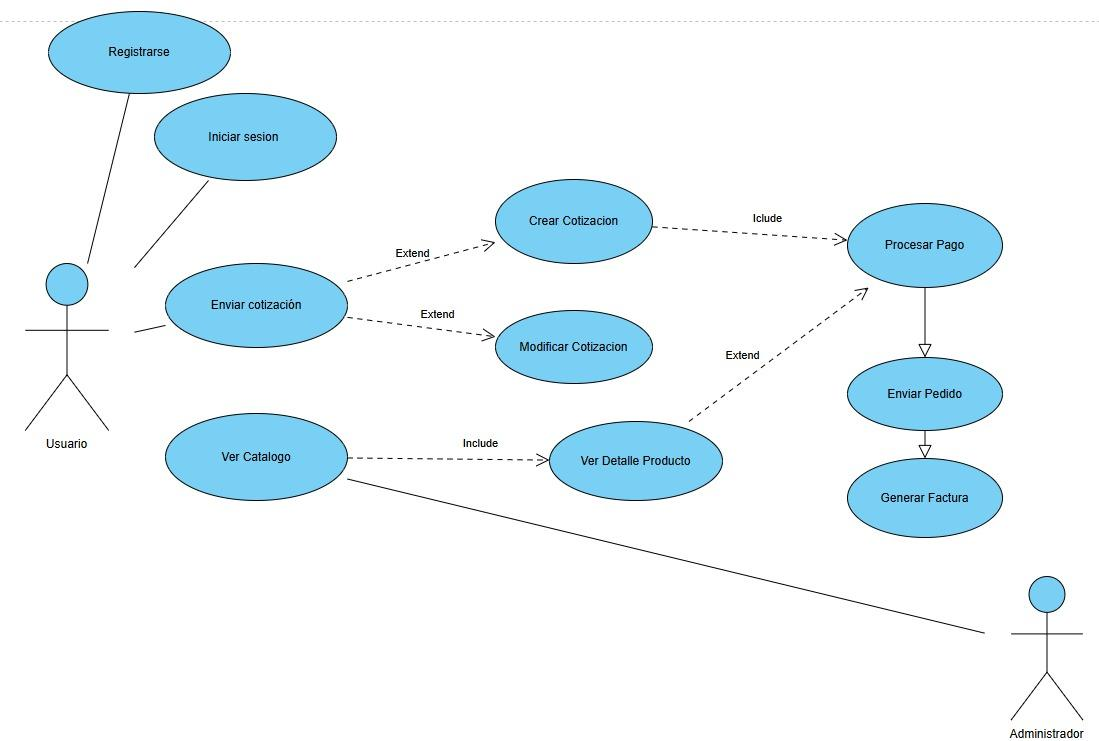 Registrarse
Iniciar sesion
Crear Cotizacion
Iclude
Procesar Pago
Extend
Enviar cotización
Extend
Modificar Cotizacion
Extend
Enviar Pedido
Usuario
Ver Catalogo
Include
Ver Detalle Producto
Generar Factura
Administrador